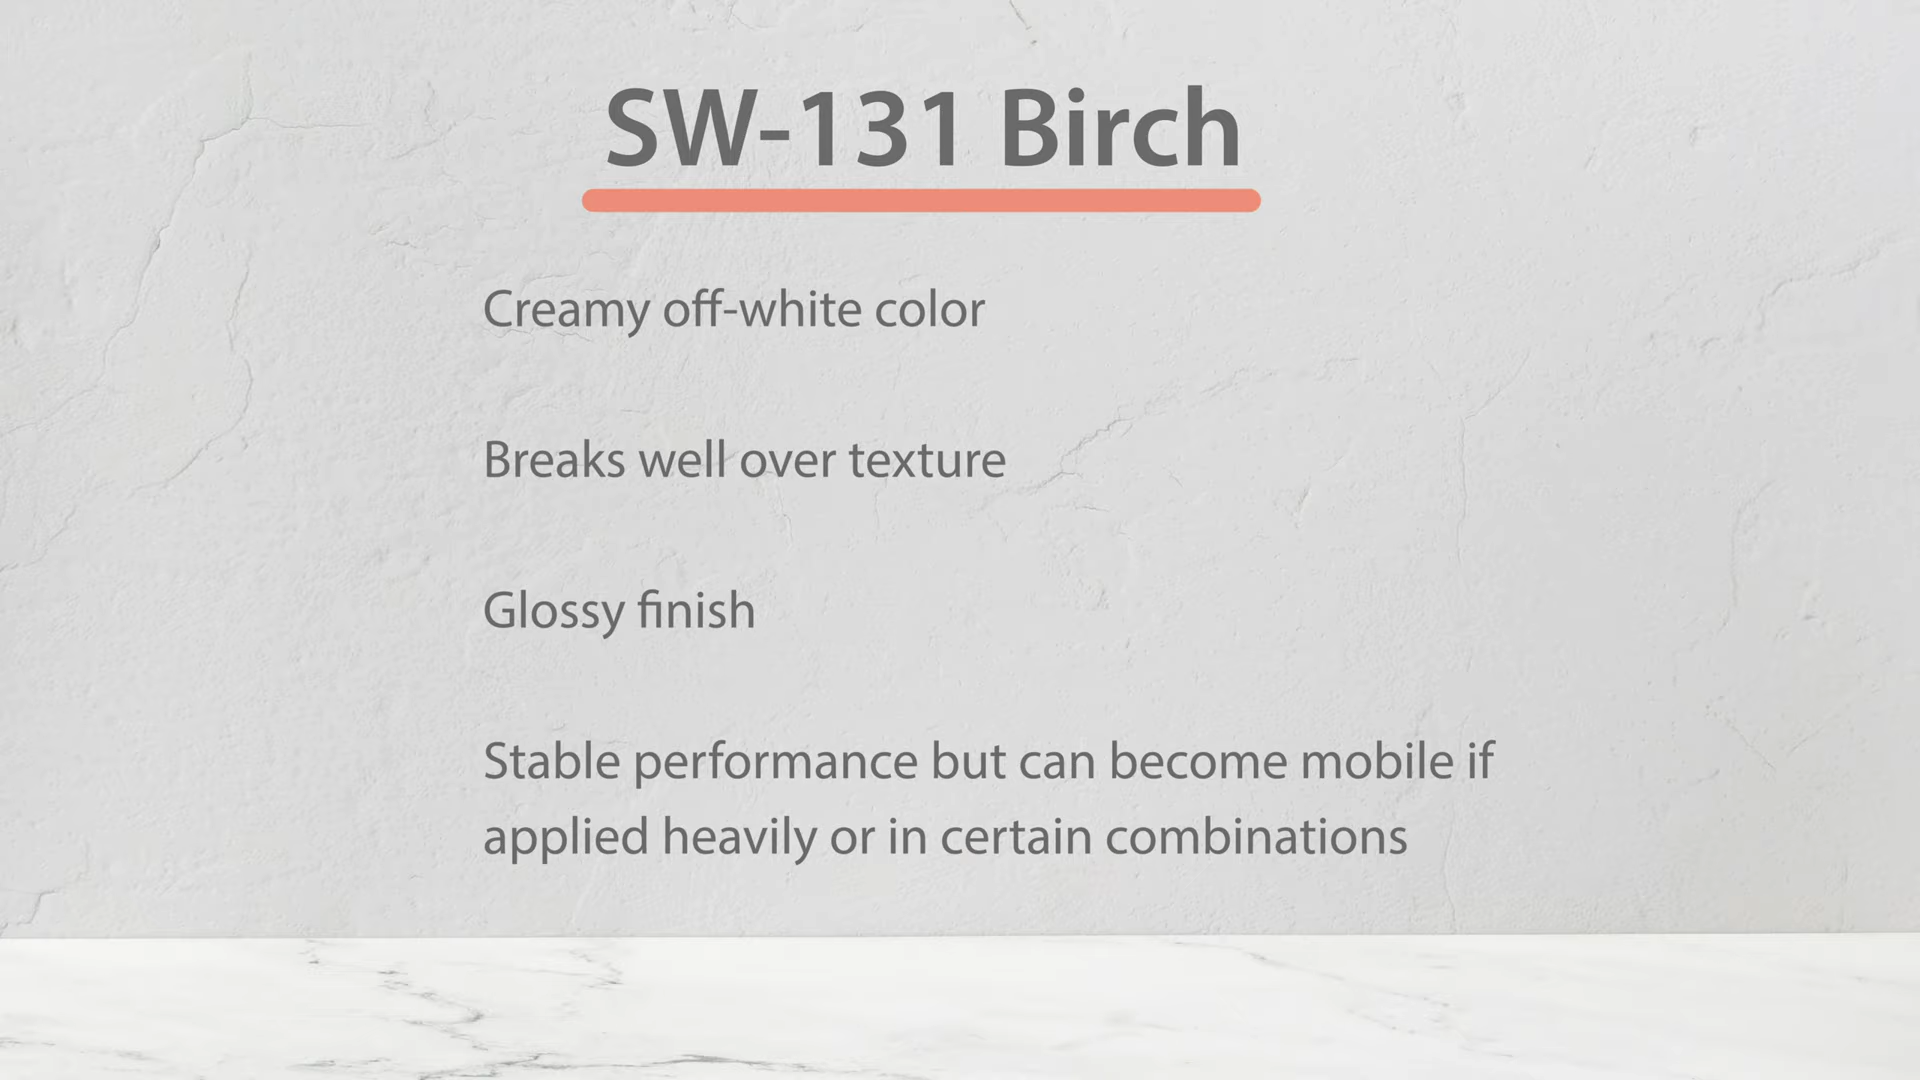 SW-131 Birch
Creamy off-white color
Breaks well over texture
Glossy finish
Stable performance but can become mobile if
applied heavily or in certain combinations